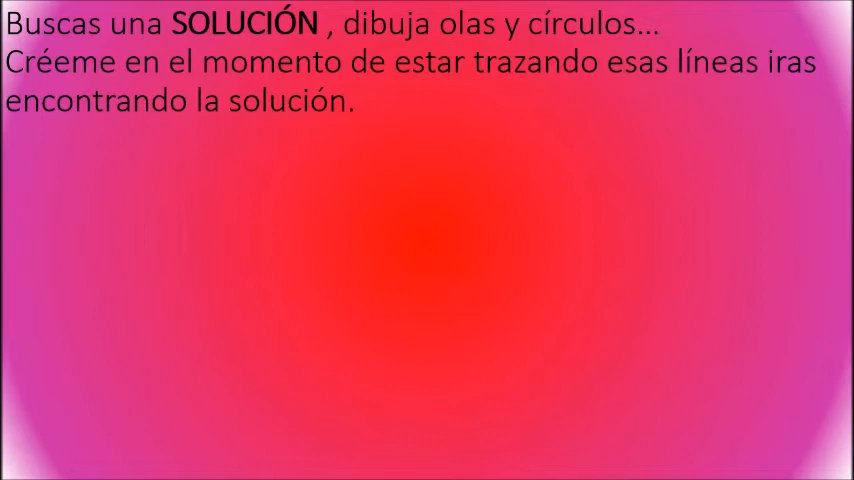 Buscas una SOLUCIÓN , dibuja olas y círculos...
Créeme en el momento de estar trazando esas líneas iras
encontrando la solución.